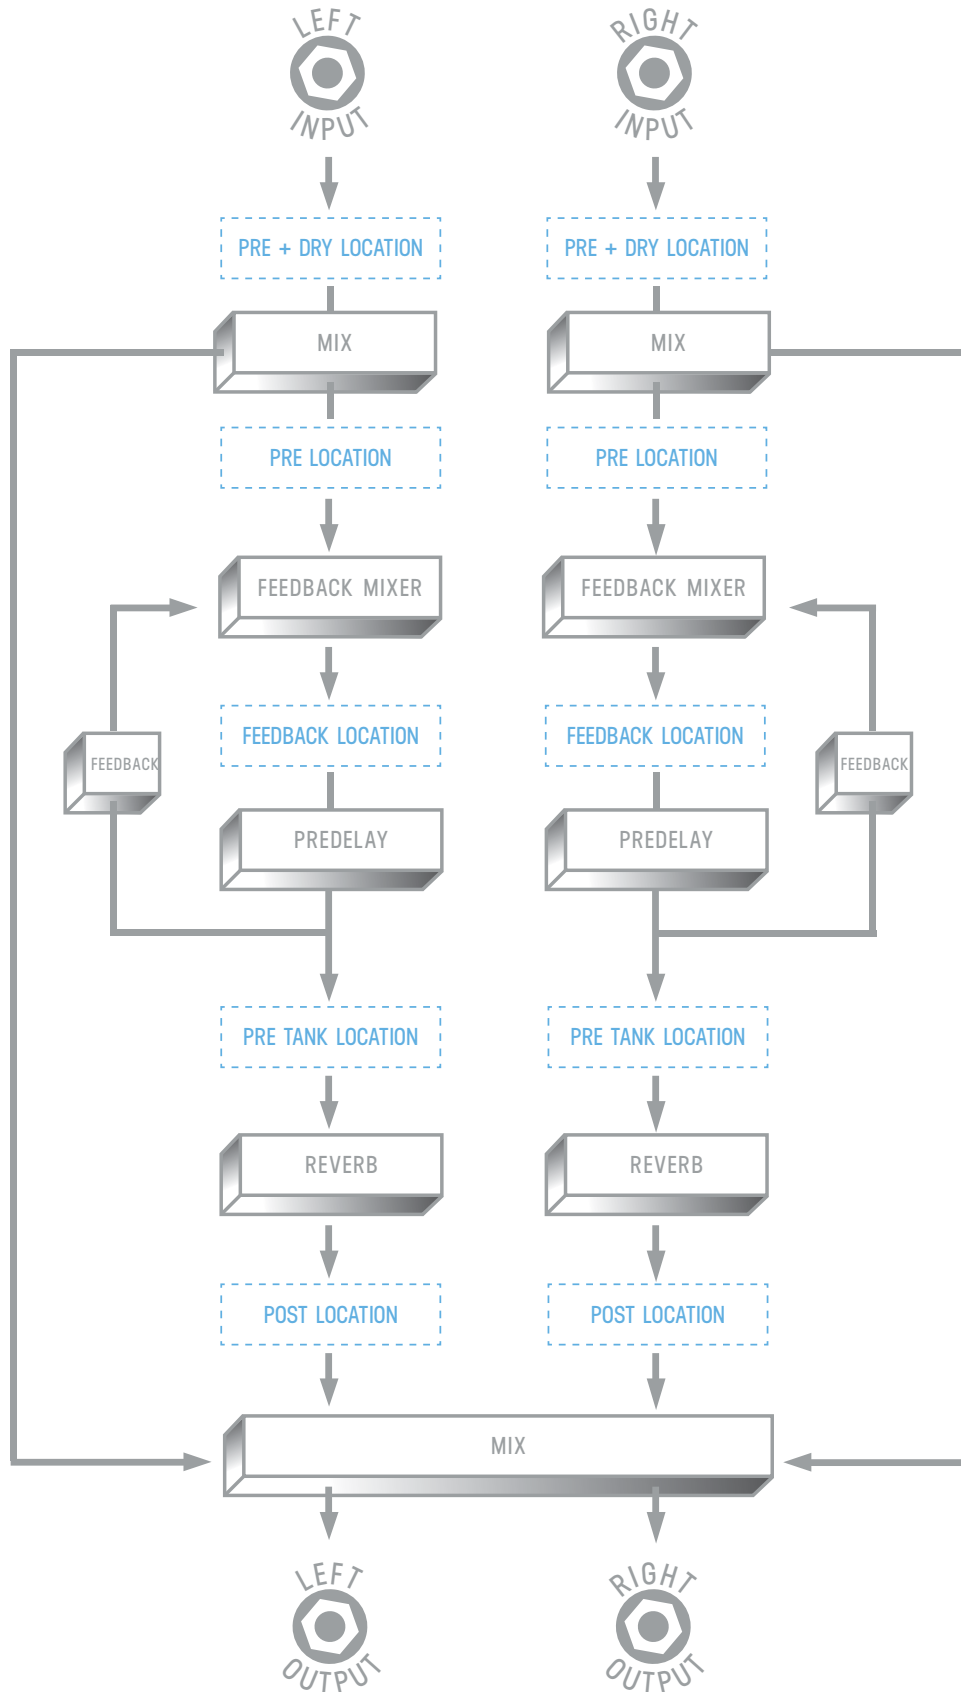 LEFT
INPUT
RIGHT
INPUT
PRE + DRY LOCATION
PRE + DRY LOCATION
MIX
MIX
PRE LOCATION
PRE LOCATION
FEEDBACK MIXER
FEEDBACK MIXER
FEEDBACK LOCATION
FEEDBACK LOCATION
FEEDBACK
FEEDBACK
PREDELAY
PREDELAY
PRE TANK LOCATION
PRE TANK LOCATION
REVERB
REVERB
POST LOCATION
POST LOCATION
MIX
LEFT
OUTPUT
RIGHT
OUTPUT